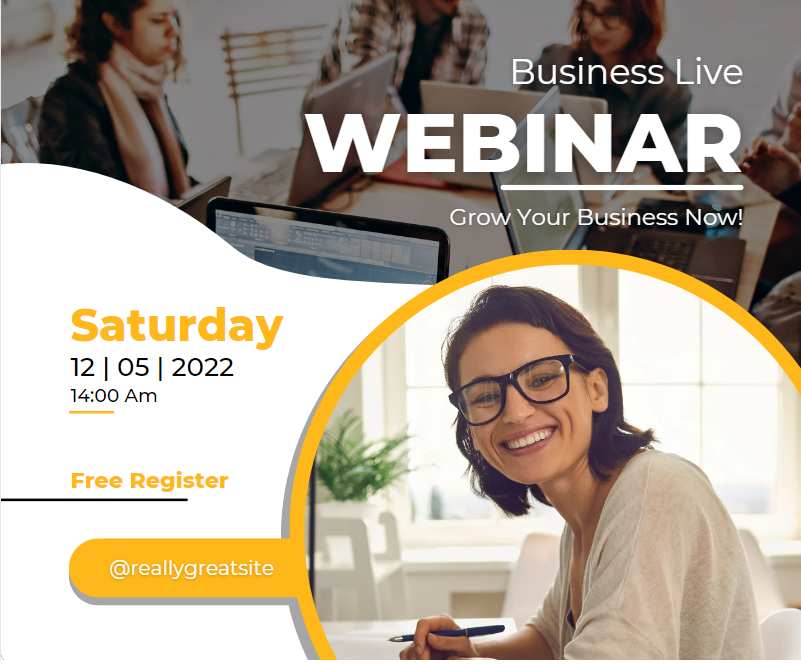 Business Live
WEBINAR
Grow Your Business Now!
Saturday
12 | 05 | 2022
14:00 Am
Free Register
@reallygreatsite